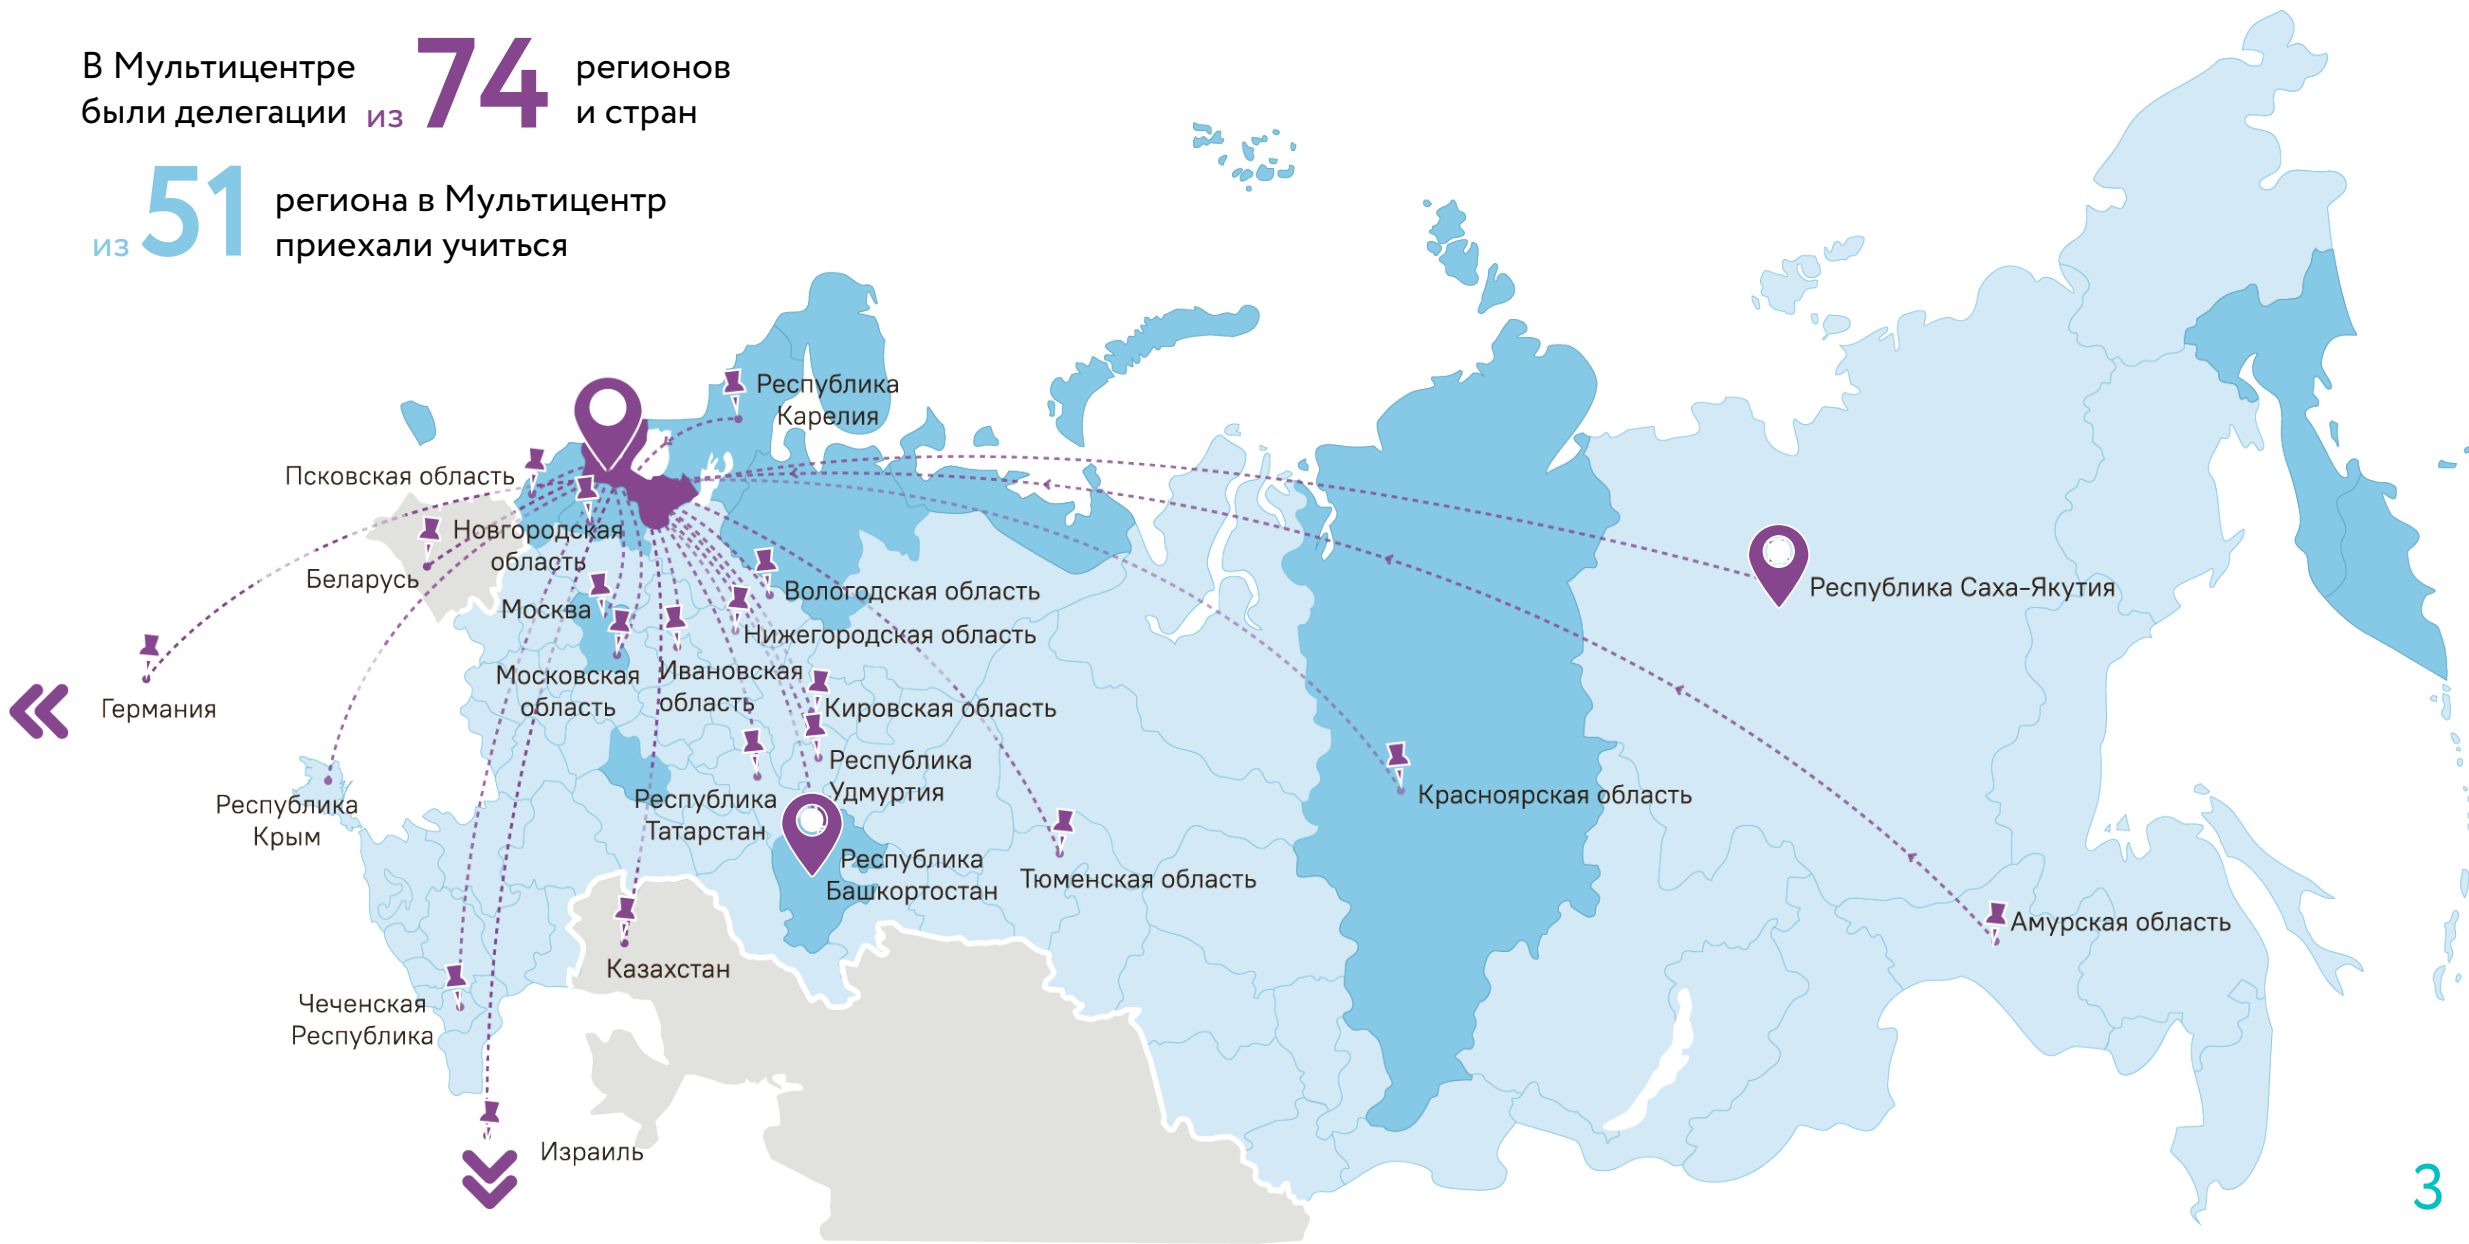 В Мультицентре
были делегации из 74 регионов
и стран
из 51 региона в Мультицентр
приехали учиться
Республика
Карелия
Псковская область
Новгородская
область
Беларусь
Москва
Вологодская область
Нижегородская область
Московская
область
Ивановская
область
Германия
Кировская область
Республика
Удмуртия
Республика
Крым
Республика
Татарстан
Республика
Башкортостан
Тюменская область
Красноярская область
Республика Саха-Якутия
Амурская область
Казахстан
Чеченская
Республика
Израиль
3